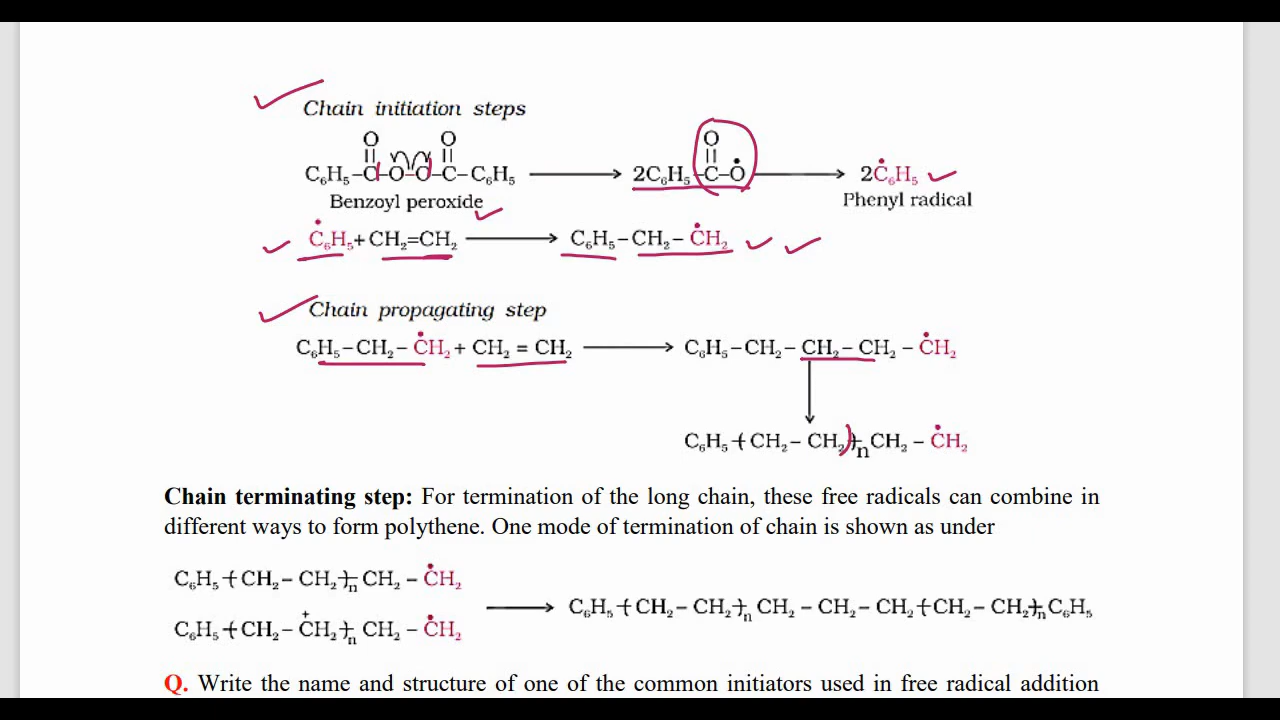 Chain initiation steps
O O O
C₆H₅–C–O–O–C–C₆H₅ ⟶ 2C₆H₅–C–Ȯ ⟶ 2Ċ₆H₅
Benzoyl peroxide Phenyl radical
Ċ₆H₅+CH₂=CH₂ ⟶ C₆H₅–CH₂–ĊH₂
Chain propagating step
C₆H₅–CH₂–ĊH₂+CH₂=CH₂ ⟶ C₆H₅–CH₂–CH₂–CH₂–ĊH₂
C₆H₅+CH₂–CH₂+ₙCH₂–ĊH₂
Chain terminating step: For termination of the long chain, these free radicals can combine in
different ways to form polythene. One mode of termination of chain is shown as under
C₆H₅+CH₂–CH₂+ₙCH₂–ĊH₂
+
C₆H₅+CH₂–CH₂+ₙCH₂–ĊH₂ ⟶ C₆H₅+CH₂–CH₂+ₙCH₂–CH₂–CH₂+CH₂–CH₂+ₙC₆H₅
Q. Write the name and structure of one of the common initiators used in free radical addition